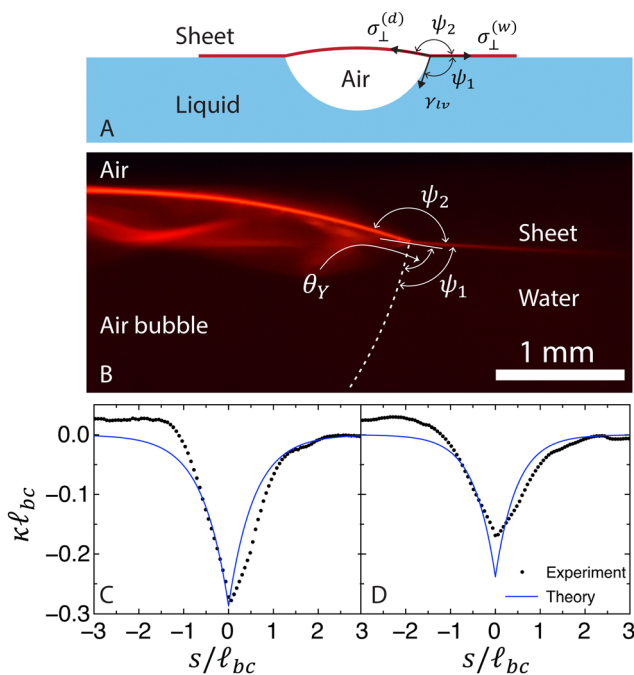 Sheet
σ⊥^(d)
ψ₂
σ⊥^(w)
Air
ψ₁
γlv
Liquid
A
Air
ψ₂
Sheet
θY
ψ₁
Water
Air bubble
1 mm
B
κℓbc
0.0
−0.1
−0.2
−0.3
C
D
Experiment
Theory
−3 −2 −1 0 1 2 3
−2 −1 0 1 2 3
s/ℓbc
s/ℓbc